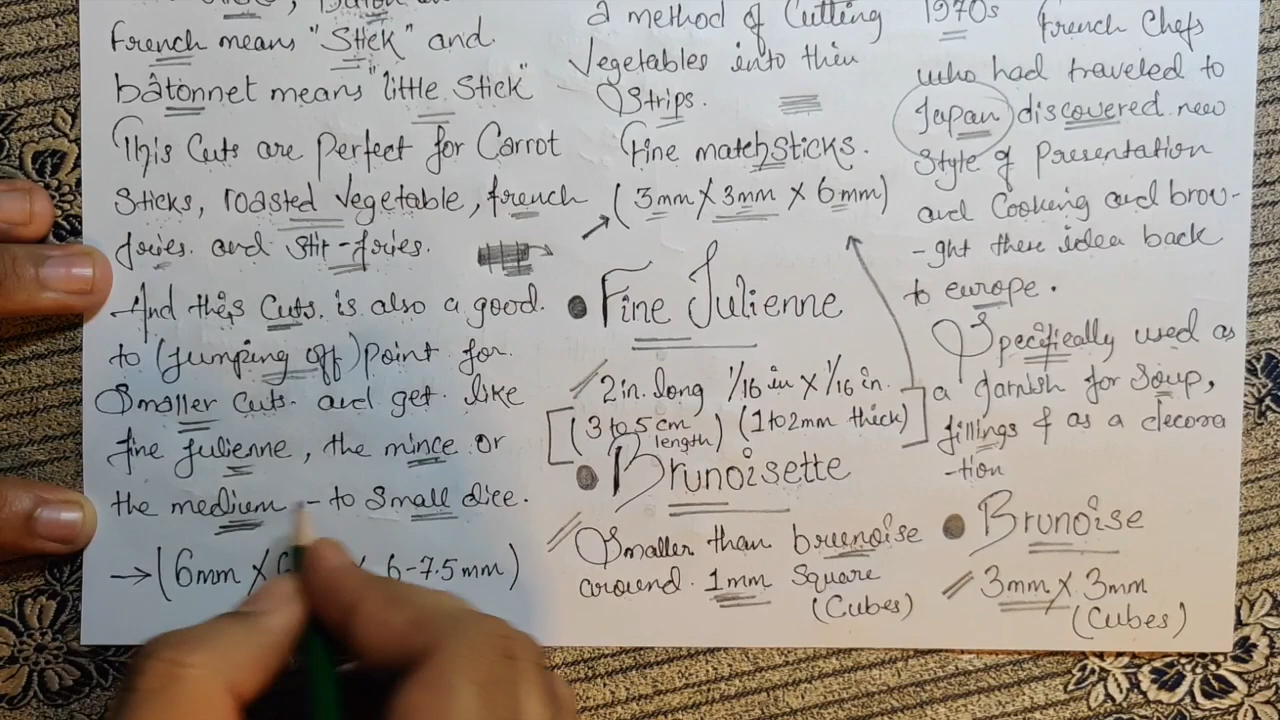 French means "Stick" and
bâtonnet means "little Stick"
This Cuts are perfect for Carrot
Sticks, roasted vegetable, french
fries and stir-fries.
And this Cuts is also a good
to (jumping off) point for
Smaller Cuts and get like
fine julienne, the mince or
the medium - to small dice.
→ (6mm X 6 6-7.5mm)
a method of Cutting
Vegetables into thin
Strips.
Fine matchsticks.
(3mm X 3mm X 6mm)
• Fine Julienne
2in. long 1/16 in X 1/16 in.
(3 to 5 cm length) (1 to 2mm thick)
• Brunoisette
Smaller than brunoise
around 1mm Square
(Cubes)
1970s French Chefs
who had traveled to
Japan discovered new
Style of Presentation
and Cooking and brou-
-ght there idea back
to europe.
Specifically used as
a garnish for Soup,
fillings & as a decora
-tion
• Brunoise
3mm X 3mm
(Cubes)